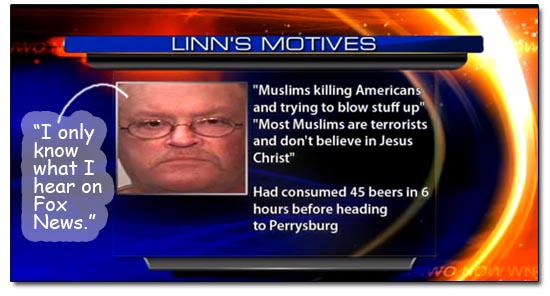 LINN'S MOTIVES
"I only
know
what I
hear on
Fox
News."
"Muslims killing Americans
and trying to blow stuff up"
"Most Muslims are terrorists
and don't believe in Jesus
Christ"
Had consumed 45 beers in 6
hours before heading
to Perrysburg